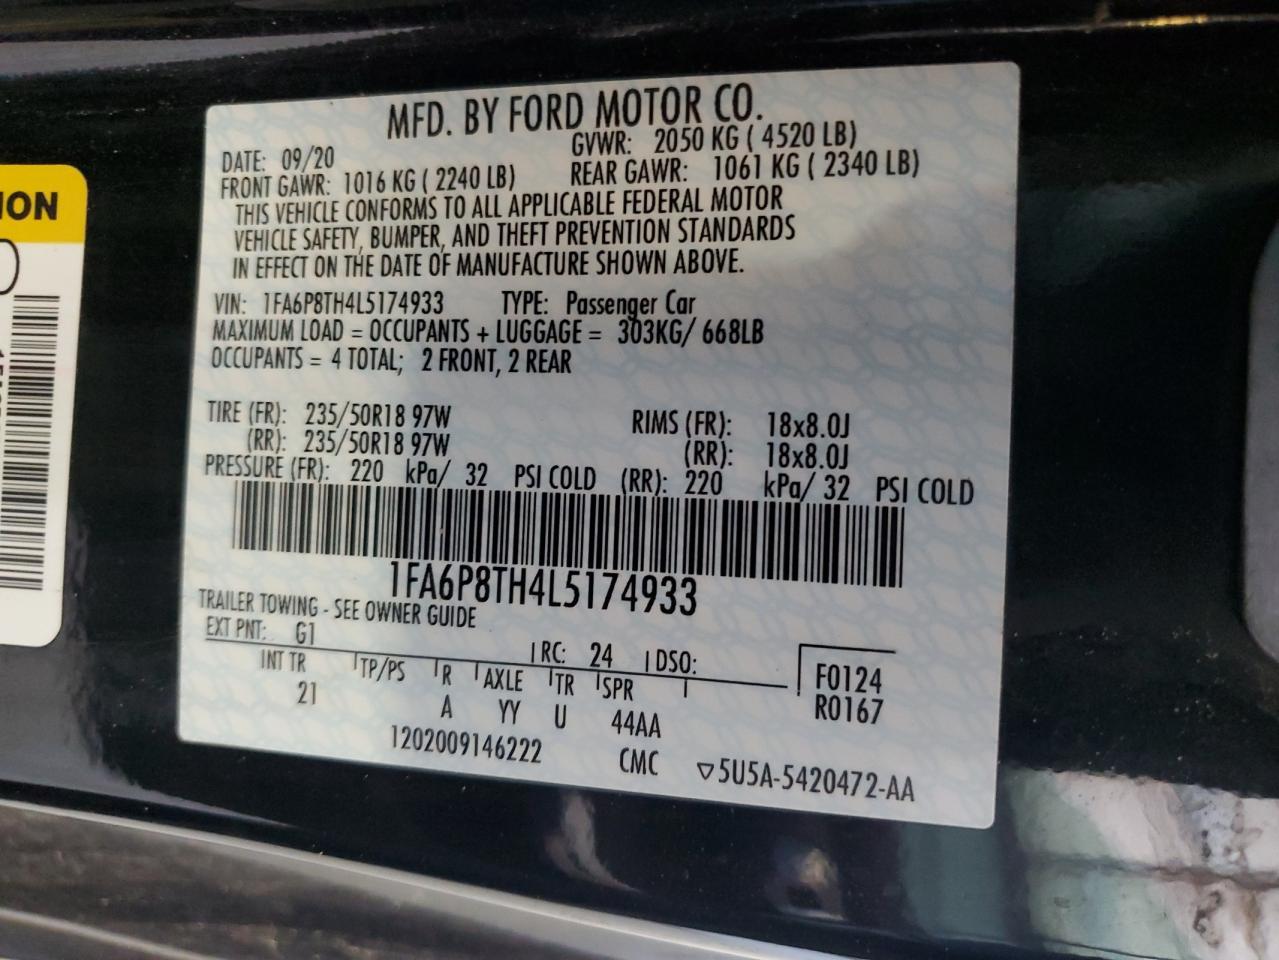 MFD. BY FORD MOTOR CO.
DATE: 09/20 GVWR: 2050 KG ( 4520 LB)
FRONT GAWR: 1016 KG ( 2240 LB) REAR GAWR: 1061 KG ( 2340 LB)
THIS VEHICLE CONFORMS TO ALL APPLICABLE FEDERAL MOTOR
VEHICLE SAFETY, BUMPER, AND THEFT PREVENTION STANDARDS
IN EFFECT ON THE DATE OF MANUFACTURE SHOWN ABOVE.
VIN: 1FA6P8TH4L5174933 TYPE: Passenger Car
MAXIMUM LOAD = OCCUPANTS + LUGGAGE = 303KG/ 668LB
OCCUPANTS = 4 TOTAL; 2 FRONT, 2 REAR
TIRE (FR): 235/50R18 97W RIMS (FR): 18x8.0J
(RR): 235/50R18 97W (RR): 18x8.0J
PRESSURE (FR): 220 kPa/ 32 PSI COLD (RR): 220 kPa/ 32 PSI COLD
1FA6P8TH4L5174933
TRAILER TOWING - SEE OWNER GUIDE
EXT PNT: G1 RC: 24 DSO:
INT TR TP/PS R AXLE TR SPR F0124
21 A YY U 44AA R0167
1202009146222 CMC ▽5U5A-5420472-AA
ION